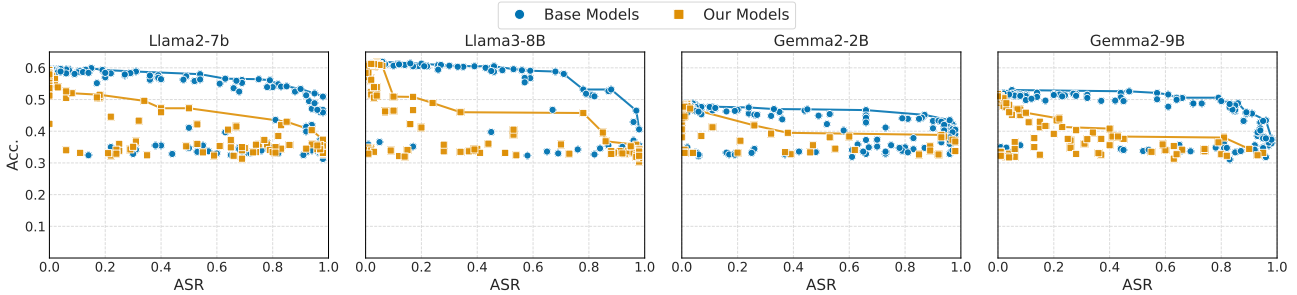 Base Models Our Models
Llama2-7b Llama3-8B Gemma2-2B Gemma2-9B
Acc.
0.6
0.5
0.4
0.3
0.2
0.1
0.0 0.2 0.4 0.6 0.8 1.0 0.0 0.2 0.4 0.6 0.8 1.0 0.0 0.2 0.4 0.6 0.8 1.0 0.0 0.2 0.4 0.6 0.8 1.0
ASR ASR ASR ASR